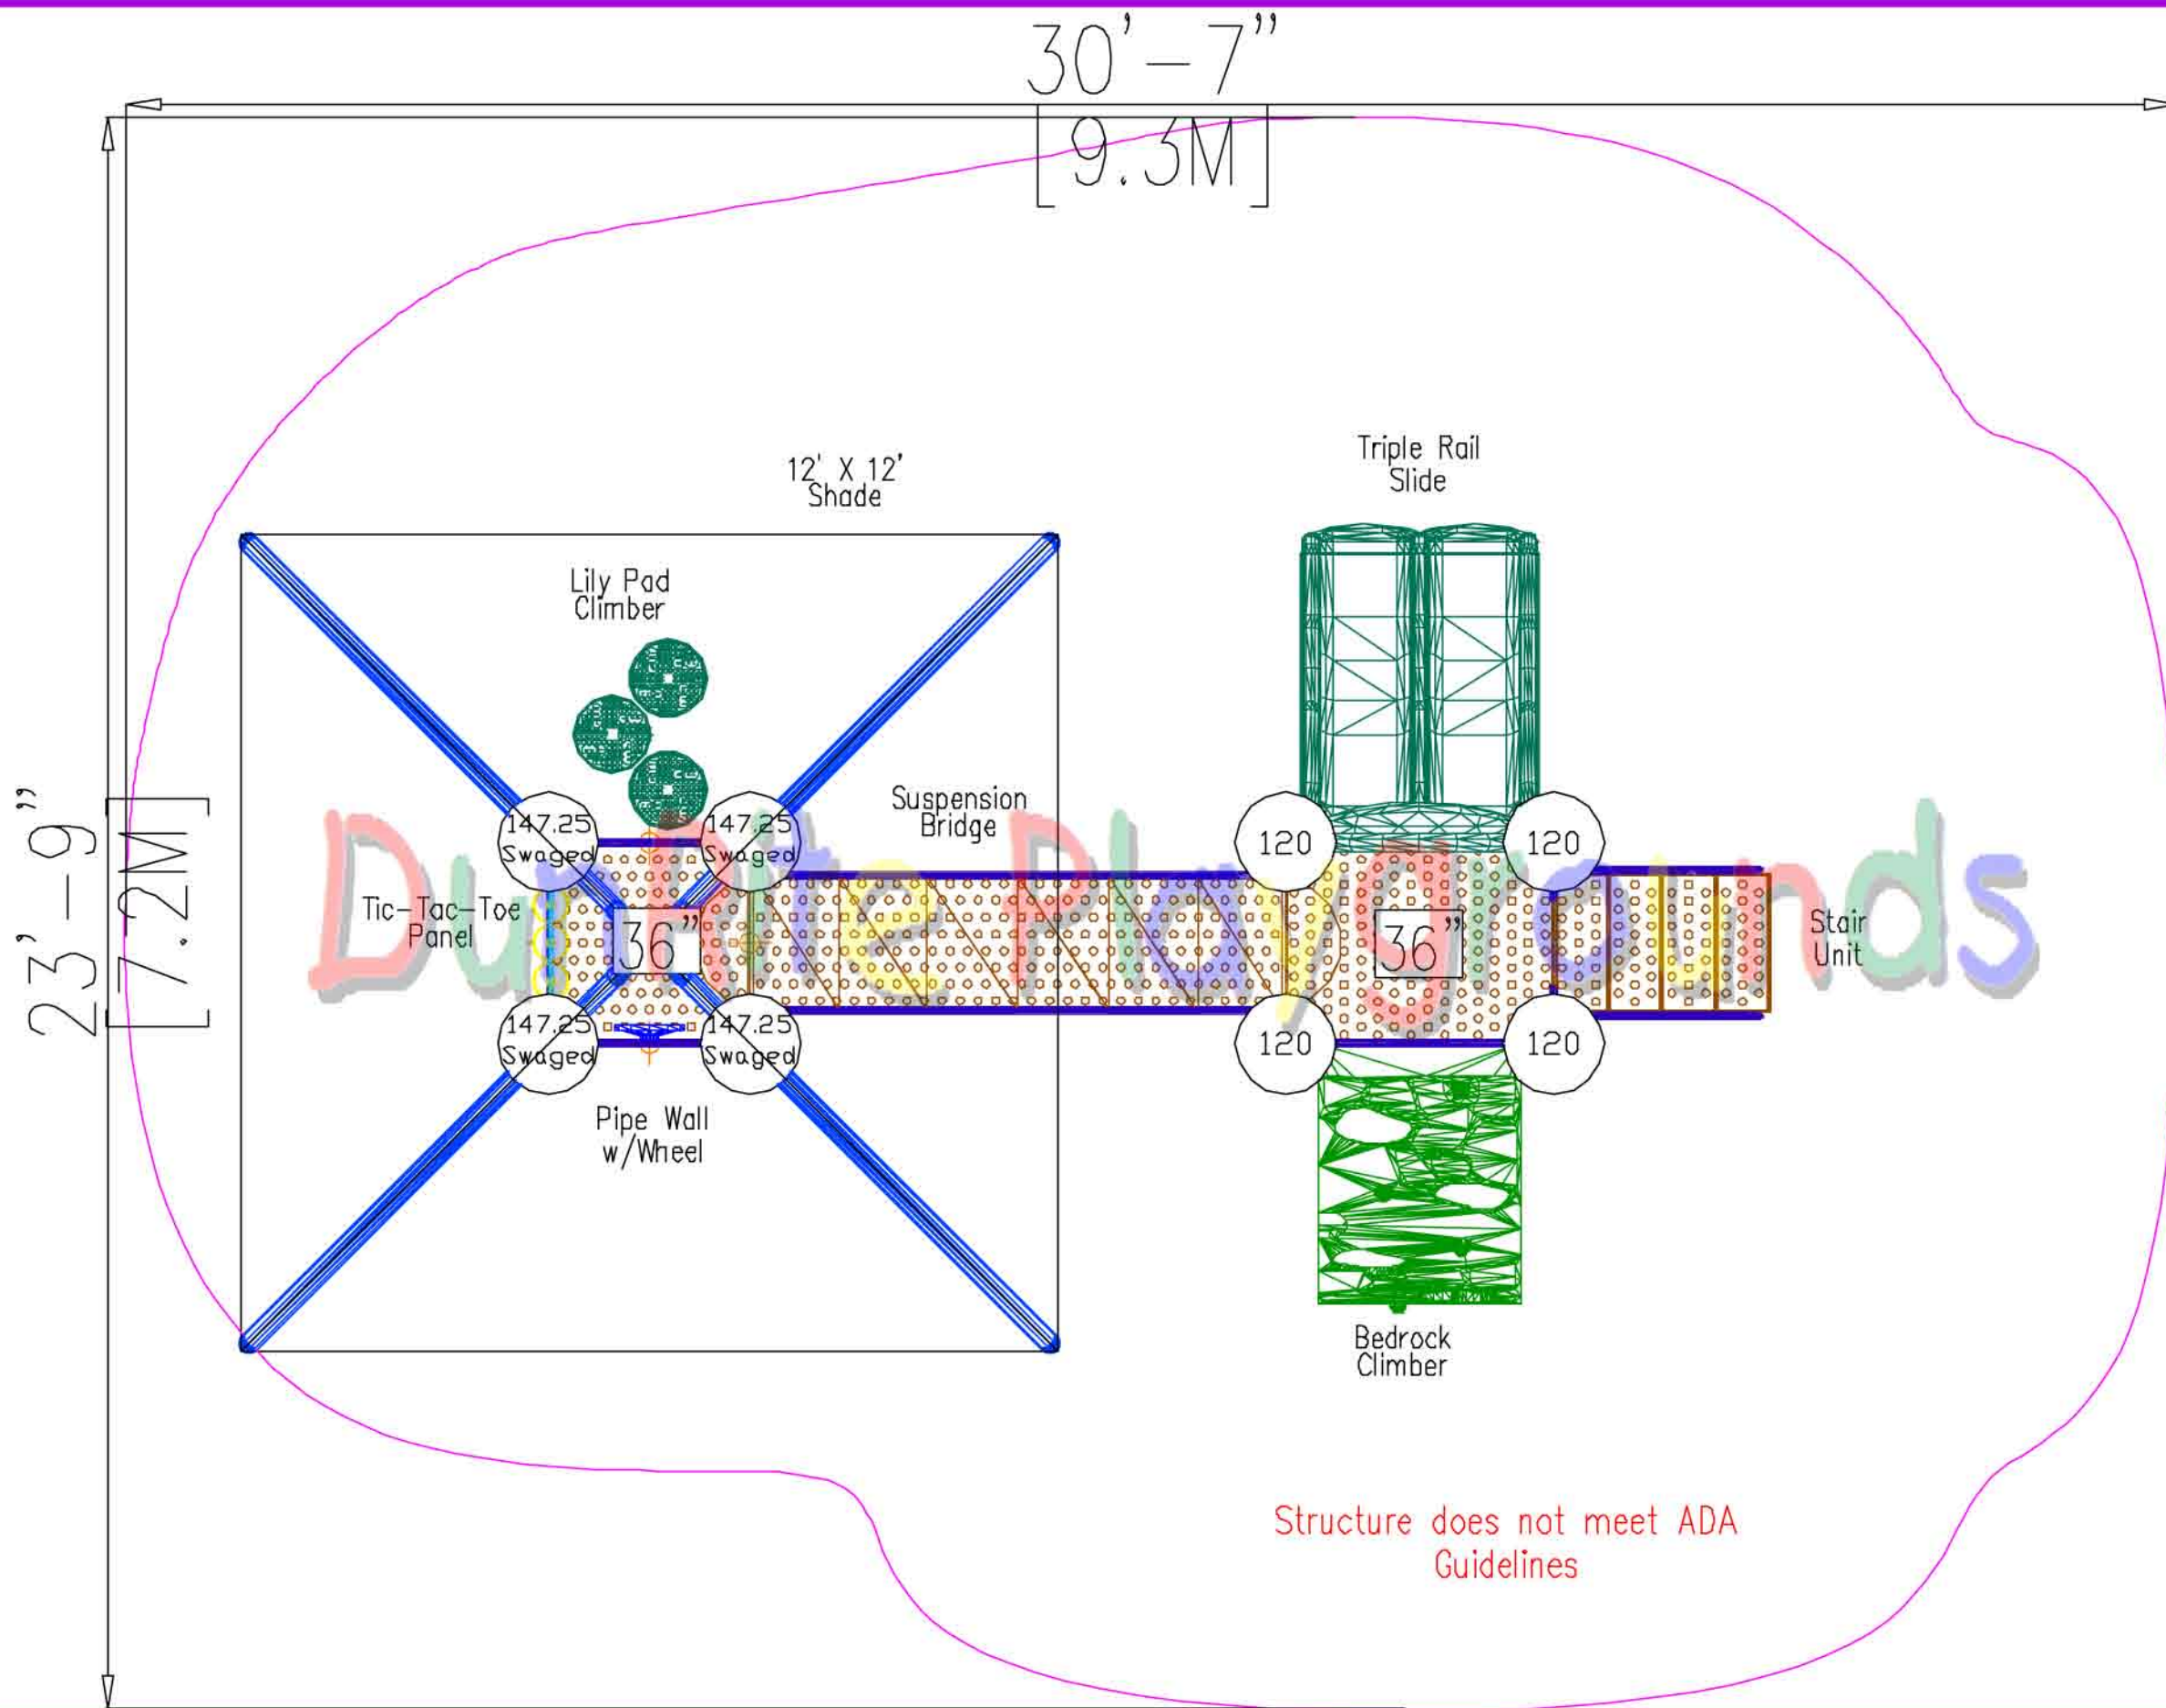 30'-7"
[9.3M]
23'-9"
[7.2M]
12' X 12'
Shade
Triple Rail
Slide
Lily Pad
Climber
Suspension
Bridge
147.25
Swaged
147.25
Swaged
120
120
Tic-Tac-Toe
Panel
36"
36"
Stair
Unit
DunRite Playgrounds
147.25
Swaged
147.25
Swaged
120
120
Pipe Wall
w/Wheel
Bedrock
Climber
Structure does not meet ADA
Guidelines